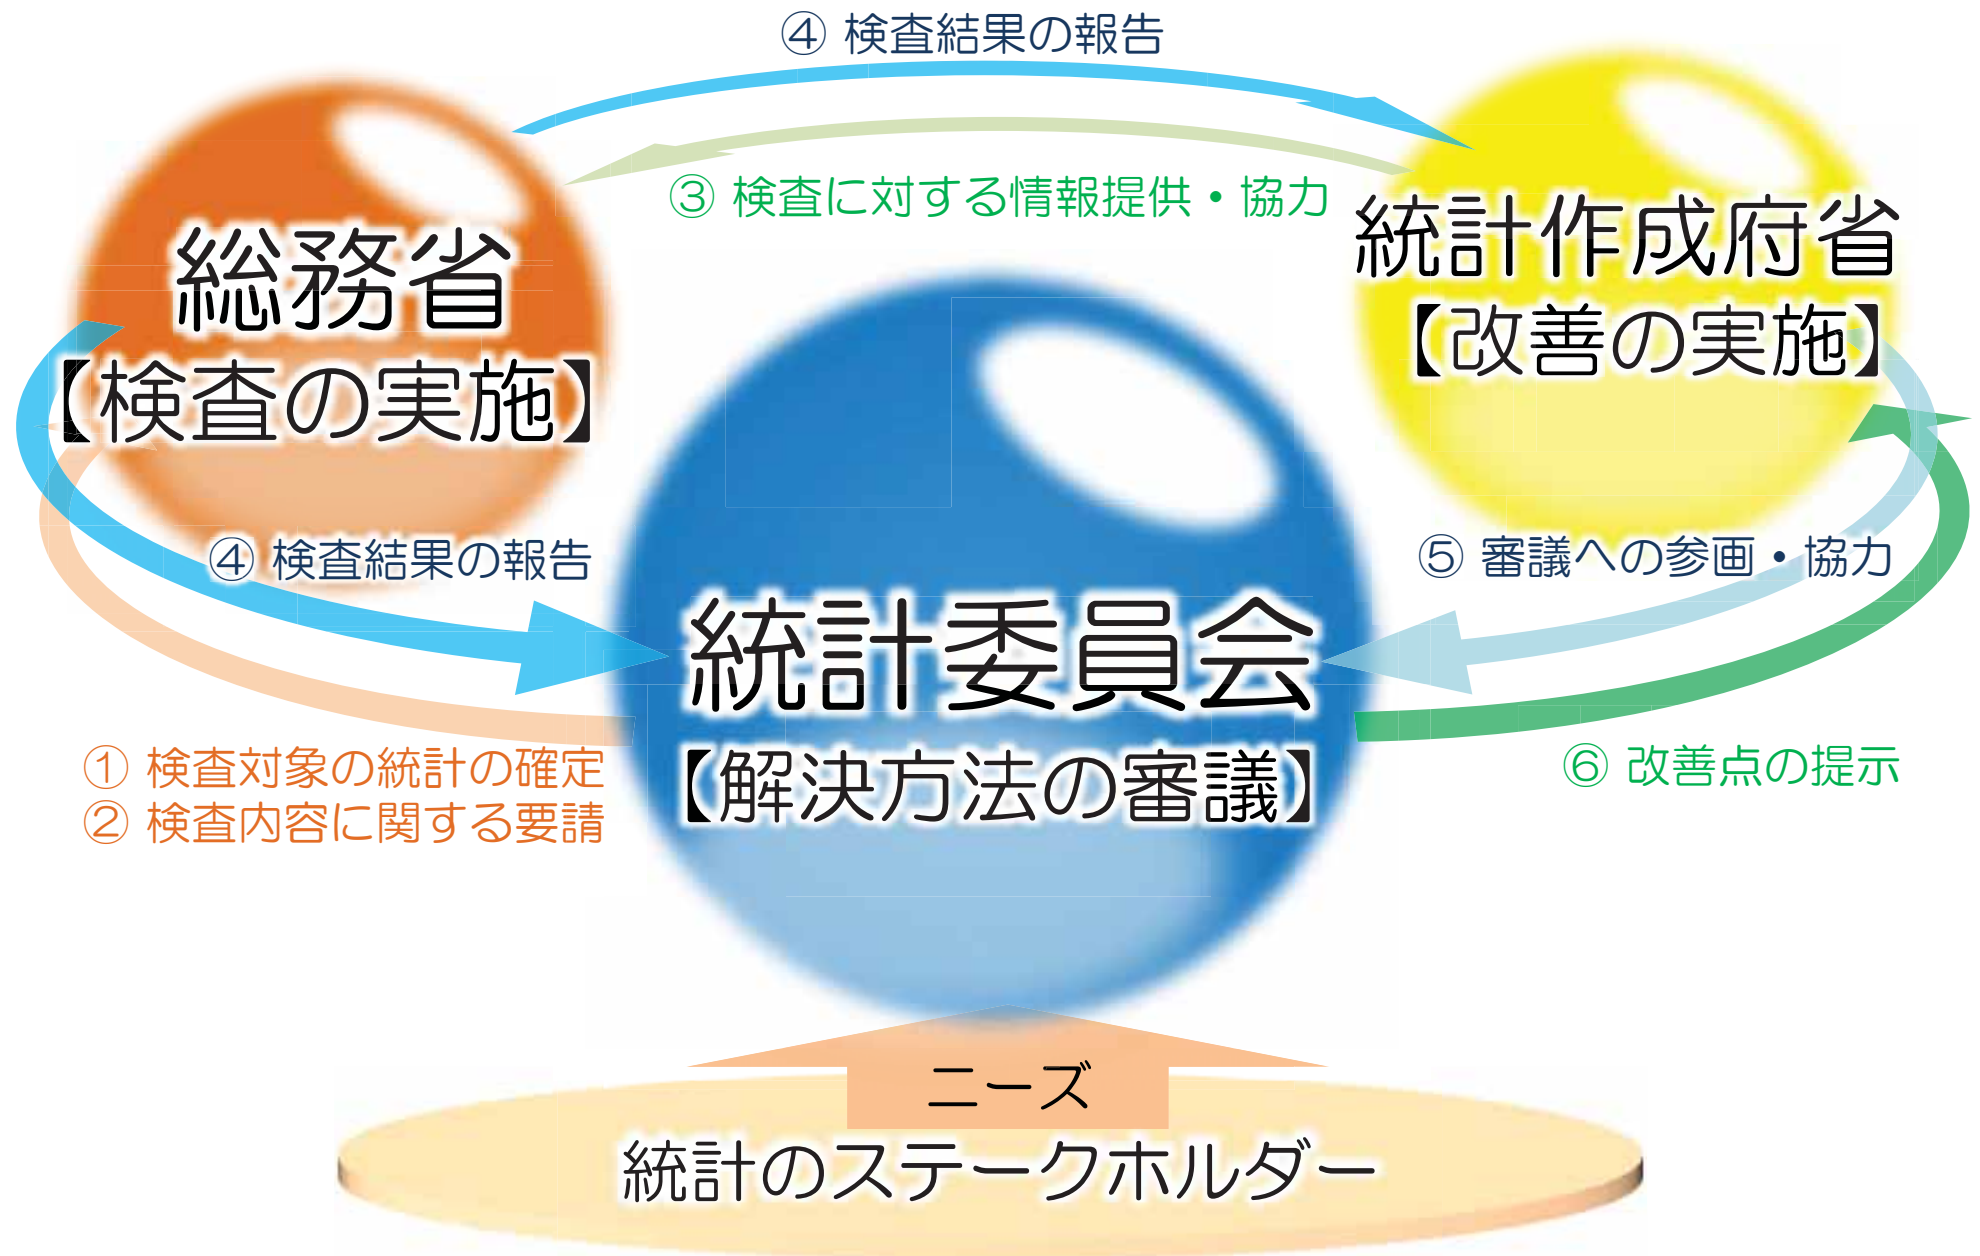 ④ 検査結果の報告
③ 検査に対する情報提供・協力
総務省
【検査の実施】
統計作成府省
【改善の実施】
④ 検査結果の報告
⑤ 審議への参画・協力
統計委員会
【解決方法の審議】
① 検査対象の統計の確定
② 検査内容に関する要請
⑥ 改善点の提示
ニーズ
統計のステークホルダー